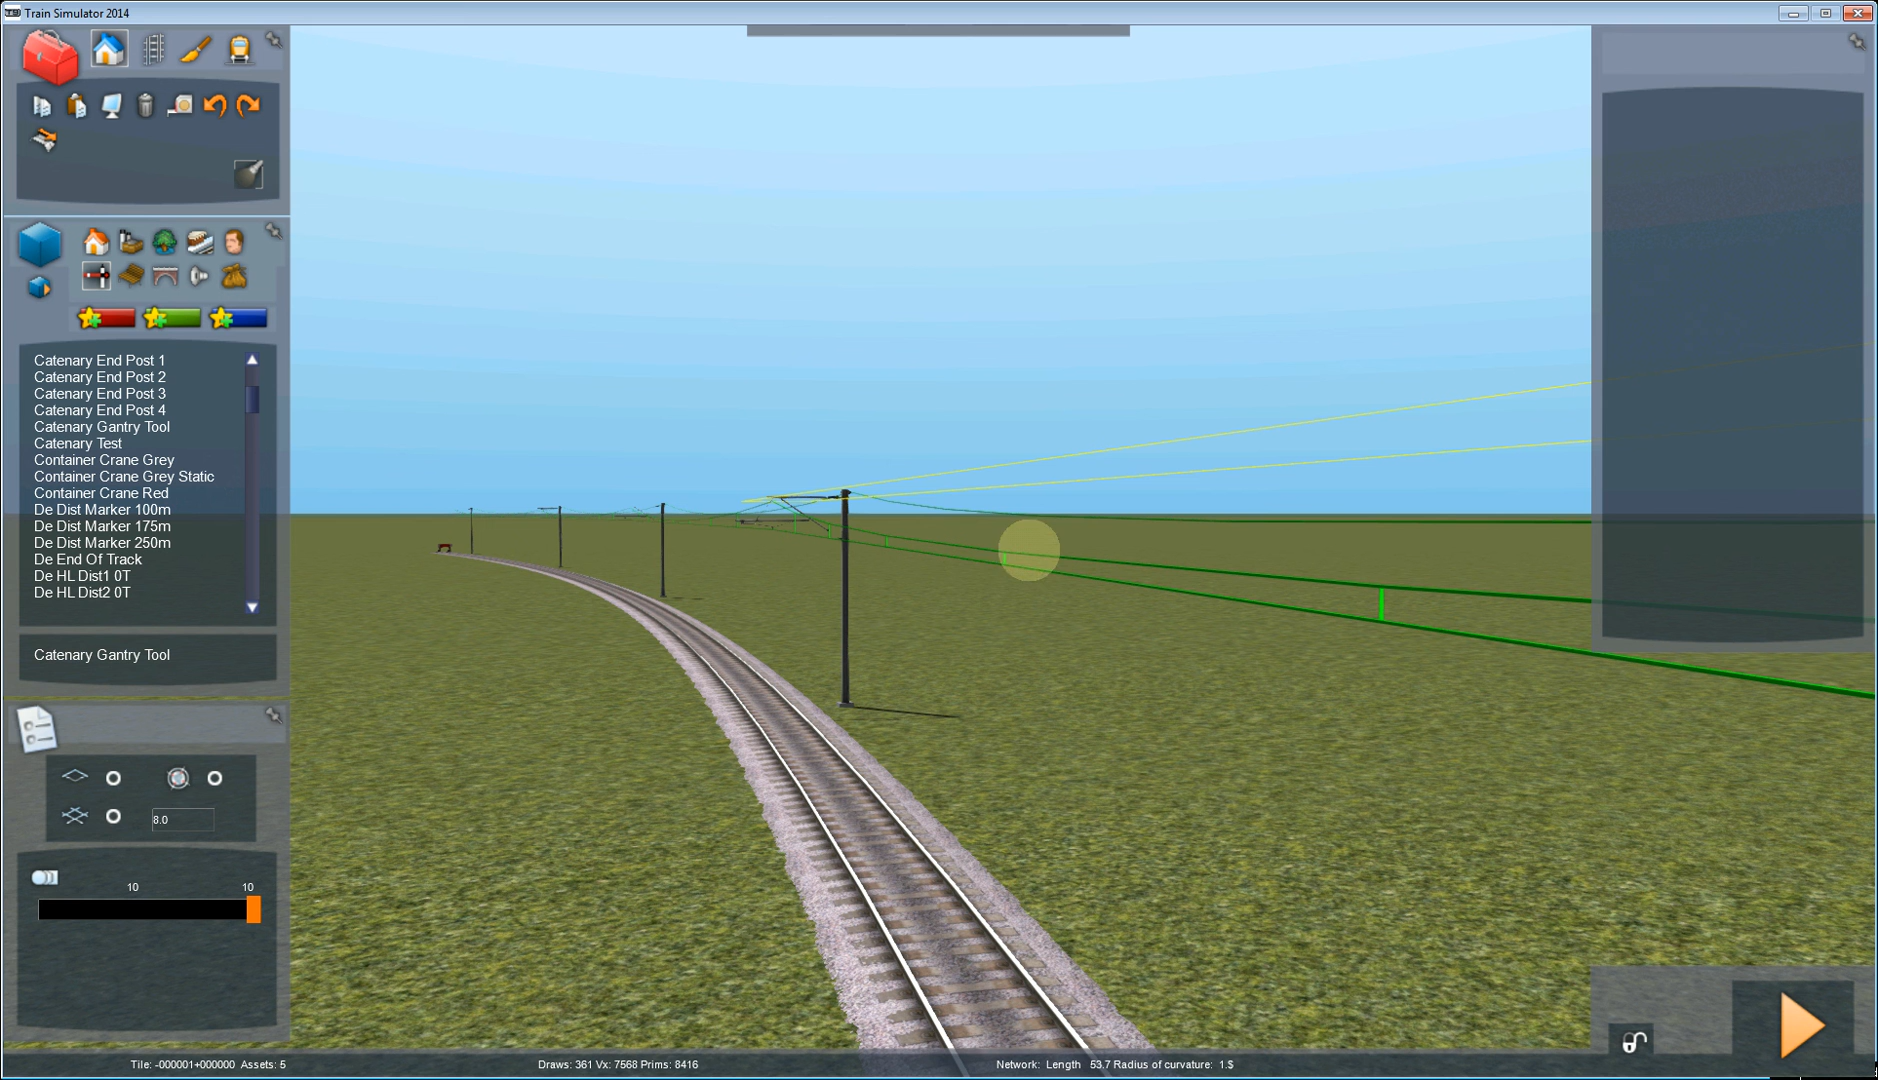 Train Simulator 2014
Catenary End Post 1
Catenary End Post 2
Catenary End Post 3
Catenary End Post 4
Catenary Gantry Tool
Catenary Test
Container Crane Grey
Container Crane Grey Static
Container Crane Red
De Dist Marker 100m
De Dist Marker 175m
De Dist Marker 250m
De End Of Track
De HL Dist1 0T
De HL Dist2 0T
Catenary Gantry Tool
8.0
10 10
Tile: -000001+000000 Assets: 5
Draws: 361 Vx: 7568 Prims: 8416
Network: Length 53.7 Radius of curvature: 1.$